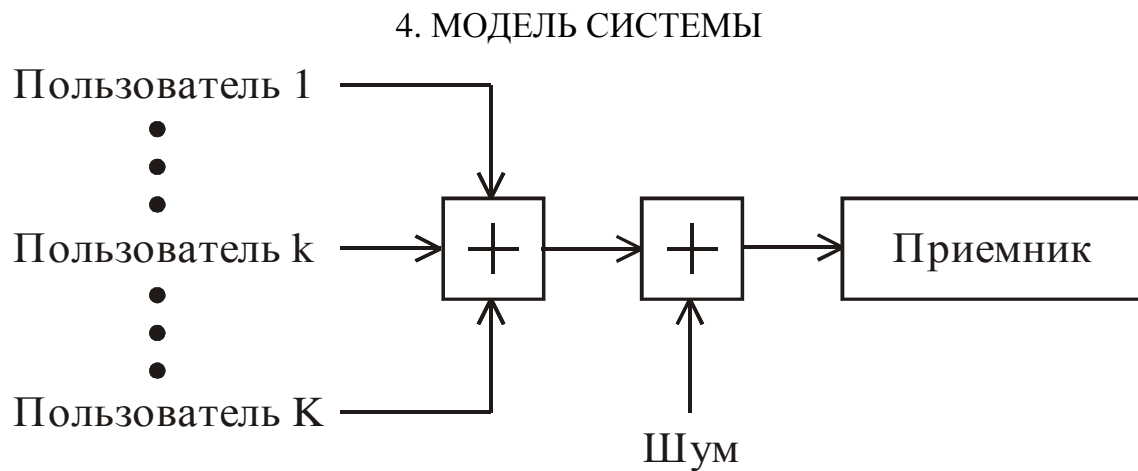 4. МОДЕЛЬ СИСТЕМЫ
Пользователь 1
Пользователь k
Приемник
Пользователь K
Шум